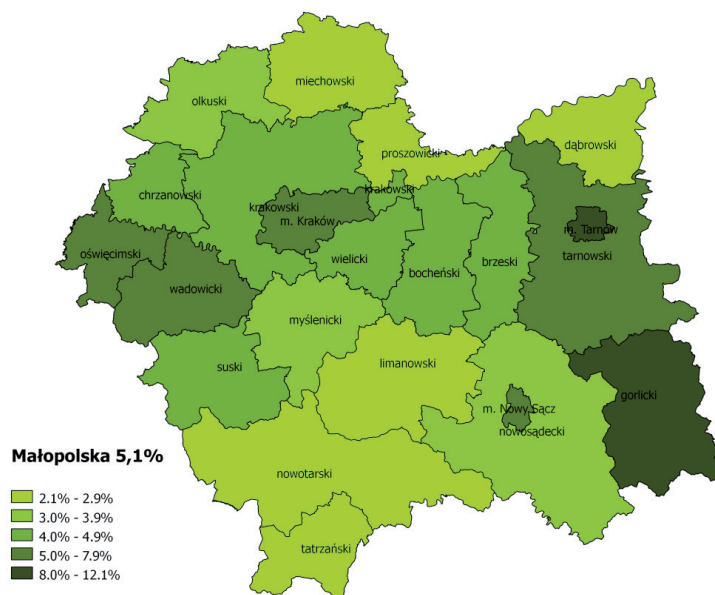 miechowski
olkuski
dąbrowski
proszowicki
chrzanowski
krakowski
krakowski
m. Kraków
m. Tarnów
oświęcimski
wielicki
bocheński
brzeski
tarnowski
wadowicki
myślenicki
limanowski
suski
gorlicki
m. Nowy Sącz
nowosądecki
Małopolska 5,1%
nowotarski
2.1% - 2.9%
3.0% - 3.9%
4.0% - 4.9%
tatrzański
5.0% - 7.9%
8.0% - 12.1%